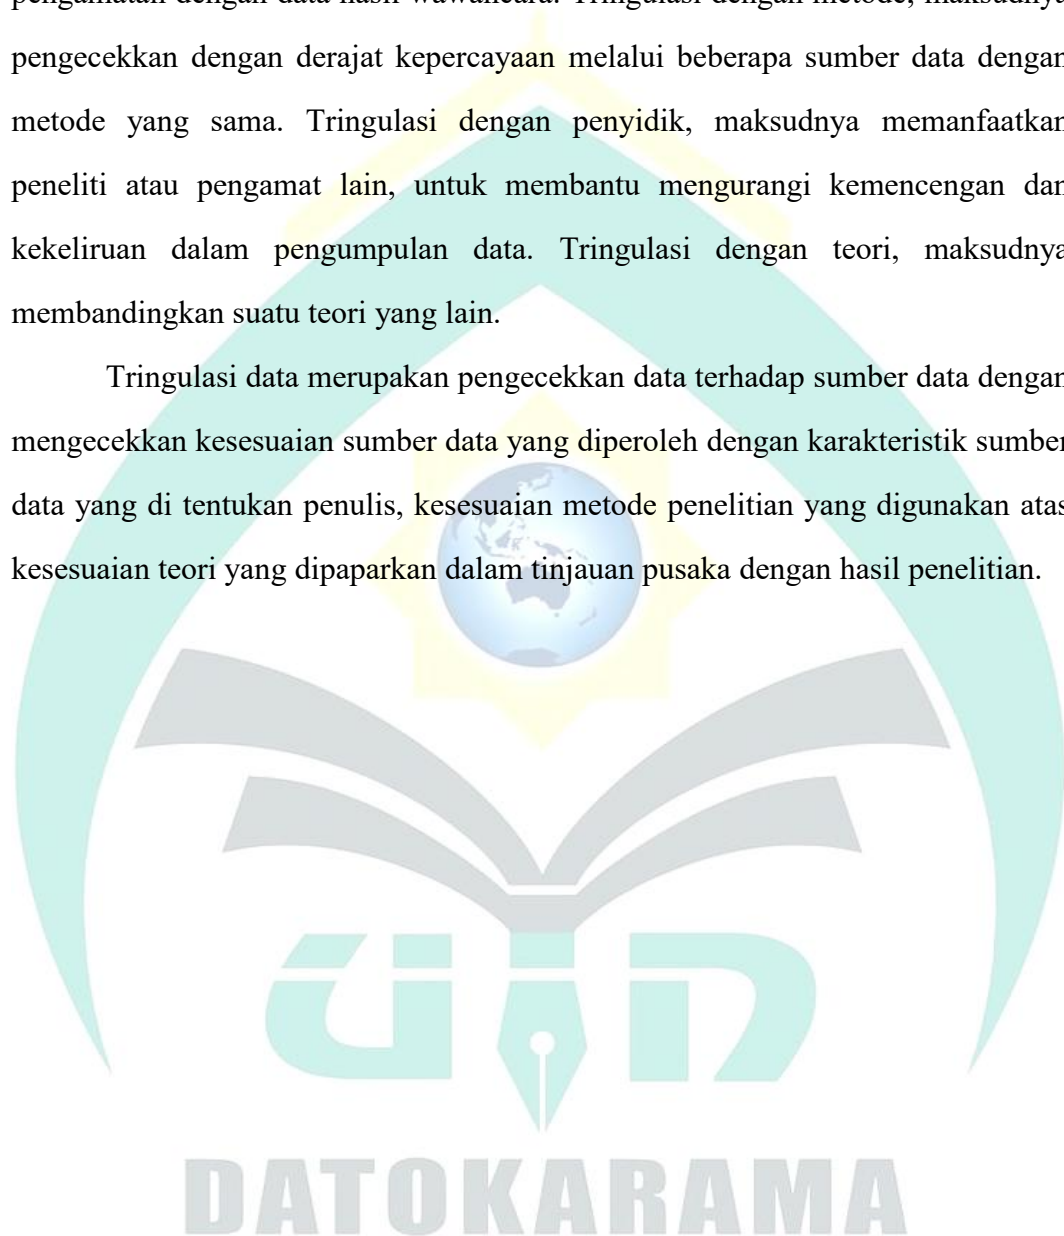 pengamatan dengan data hasil wawancara. Tringulasi dengan metode, maksudnya
pengecekkan dengan derajat kepercayaan melalui beberapa sumber data dengan
metode yang sama. Tringulasi dengan penyidik, maksudnya memanfaatkan
peneliti atau pengamat lain, untuk membantu mengurangi kemencengan dan
kekeliruan dalam pengumpulan data. Tringulasi dengan teori, maksudnya
membandingkan suatu teori yang lain.
Tringulasi data merupakan pengecekkan data terhadap sumber data dengan
mengecekkan kesesuaian sumber data yang diperoleh dengan karakteristik sumber
data yang di tentukan penulis, kesesuaian metode penelitian yang digunakan atas
kesesuaian teori yang dipaparkan dalam tinjauan pusaka dengan hasil penelitian.
UIN
DATOKARAMA